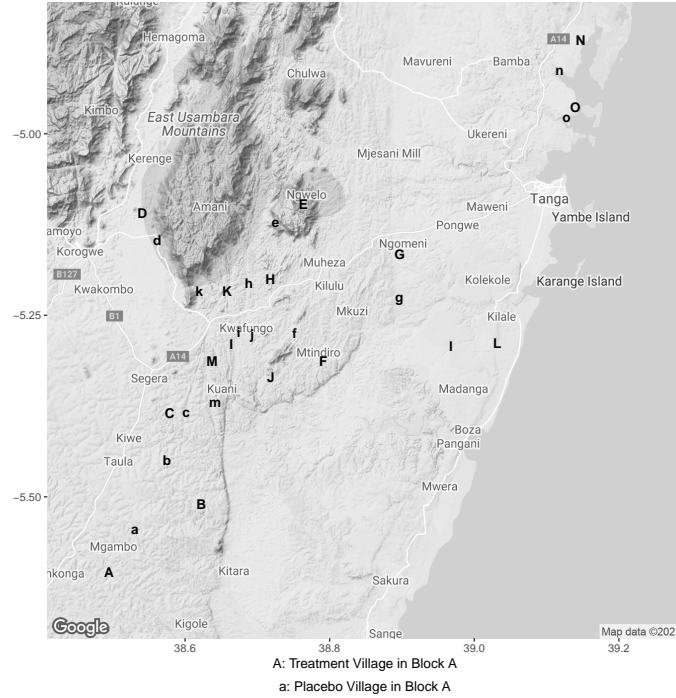 Kulange
Hemagoma
A14
N
Mavureni
Bamba
n
Chulwa
Kimbo
East Usambara
Mountains
O
o
−5.00
Ukereni
Kerenge
Mjesani Mill
Amani
Ngwelo
E
Tanga
Maweni
D
e
Yambe Island
amoyo
Pongwe
d
Korogwe
Ngomeni
G
Muheza
B127
Kwakombo
k
K
h
H
Kilulu
Kolekole
Karange Island
g
Mkuzi
B1
−5.25
Kilale
Kwafungo
i
j
f
I
l
L
A14
M
Mtindiro
F
Segera
J
Kuani
Madanga
m
C
c
Kiwe
Boza
Pangani
Taula
b
Mwera
−5.50
B
a
Mgambo
A
nkonga
Kitara
Sakura
Kigole
Sange
Google
Map data ©202
38.6
38.8
39.0
39.2
A: Treatment Village in Block A
a: Placebo Village in Block A